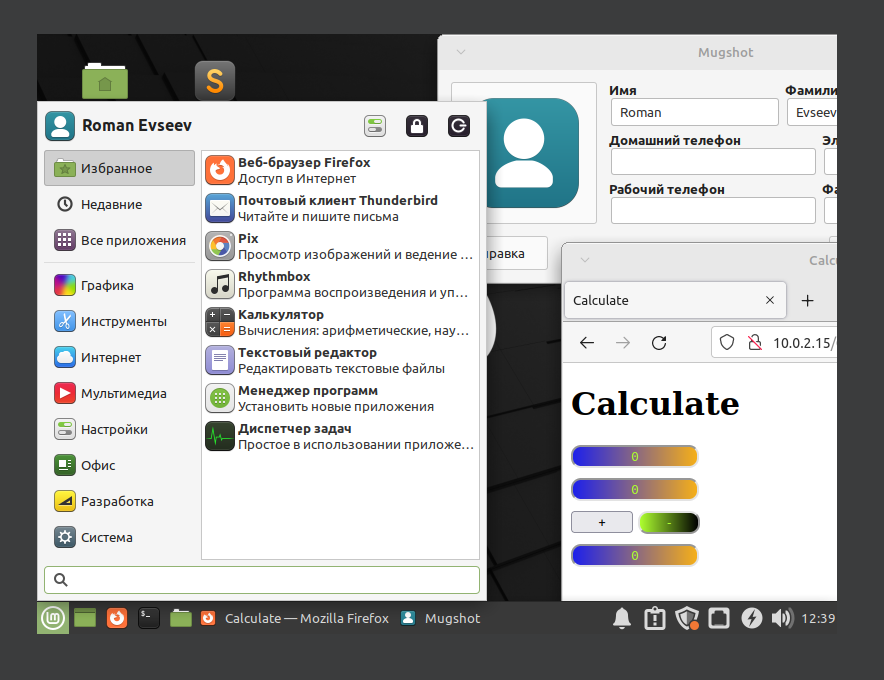 Mugshot
Имя
Фамили
Roman
Evseev
Домашний телефон
Эл
Рабочий телефон
Фа
равка
Roman Evseev
Избранное
Недавние
Все приложения
Графика
Инструменты
Интернет
Мультимедиа
Настройки
Офис
Разработка
Система
Веб-браузер Firefox
Доступ в Интернет
Почтовый клиент Thunderbird
Читайте и пишите письма
Pix
Просмотр изображений и ведение ...
Rhythmbox
Программа воспроизведения и уп...
Калькулятор
Вычисления: арифметические, нау...
Текстовый редактор
Редактировать текстовые файлы
Менеджер программ
Установить новые приложения
Диспетчер задач
Простое в использовании приложе...
Calcu
Calculate
10.0.2.15/
Calculate
0
0
+ -
0
Calculate — Mozilla Firefox
Mugshot
12:39